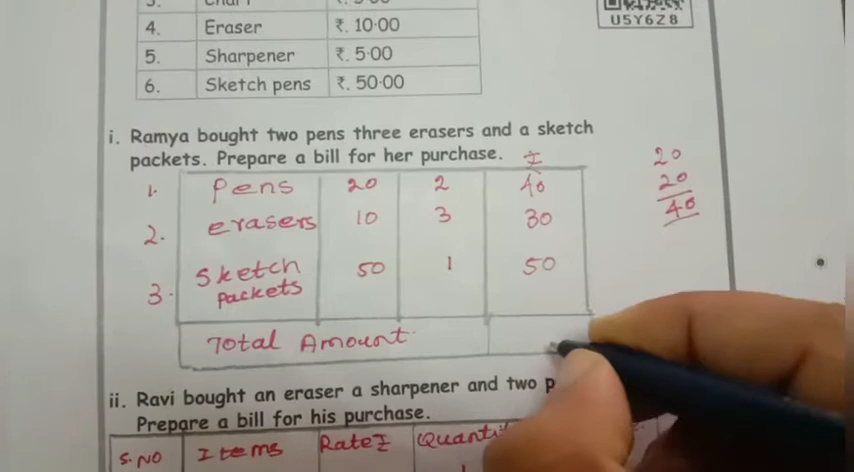 4. Eraser ₹. 10·00
5. Sharpener ₹. 5·00
6. Sketch pens ₹. 50·00
U5Y6Z8
i. Ramya bought two pens three erasers and a sketch
packets. Prepare a bill for her purchase.
₹
1. Pens 20 2 40
2. erasers 10 3 30
3. Sketch packets 50 1 50
Total Amount
20
20
40
ii. Ravi bought an eraser a sharpener and two
Prepare a bill for his purchase.
S.NO Items Rate₹